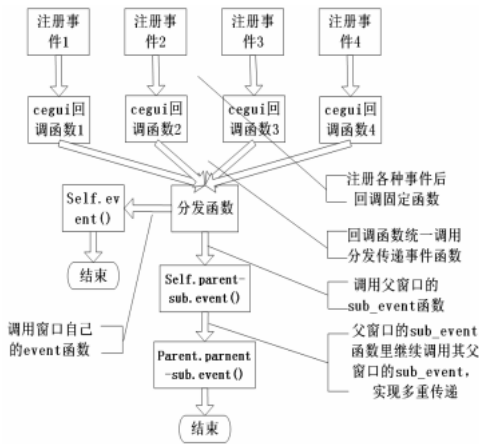 注册事
件1
注册事
件2
注册事
件3
注册事
件4
cegui回
调函数1
cegui回
调函数2
cegui回
调函数3
cegui回
调函数4
注册各种事件后
回调固定函数
Self.ev
ent()
分发函数
回调函数统一调用
分发传递事件函数
结束
Self.parent-
sub.event()
调用父窗口的
sub_event函数
调用窗口自己
的event函数
Parent.parnent
-sub.event()
父窗口的sub_event
函数里继续调用其父
窗口的sub_event，
实现多重传递
结束